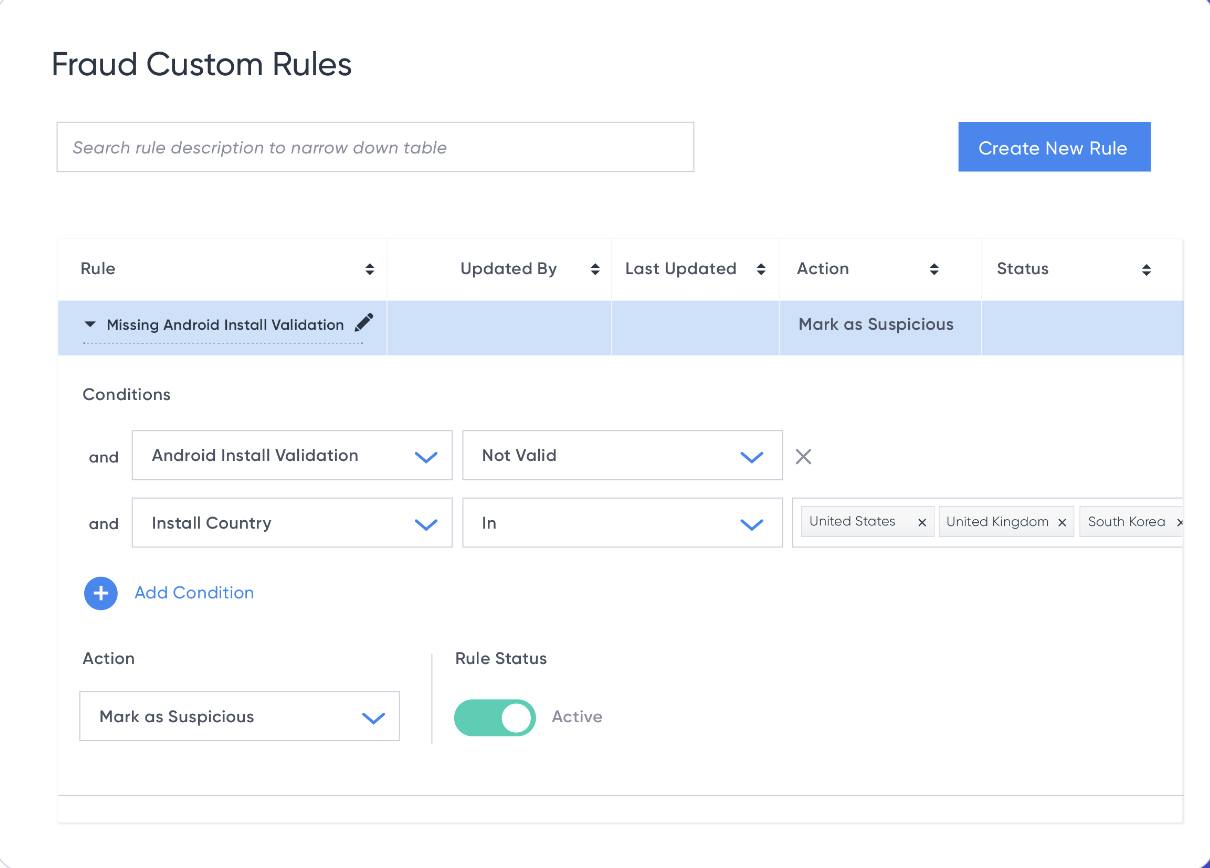 Fraud Custom Rules
Search rule description to narrow down table
Create New Rule
Rule Updated By Last Updated Action Status
Missing Android Install Validation Mark as Suspicious
Conditions
and Android Install Validation Not Valid
and Install Country In United States United Kingdom South Korea
Add Condition
Action Rule Status
Mark as Suspicious Active